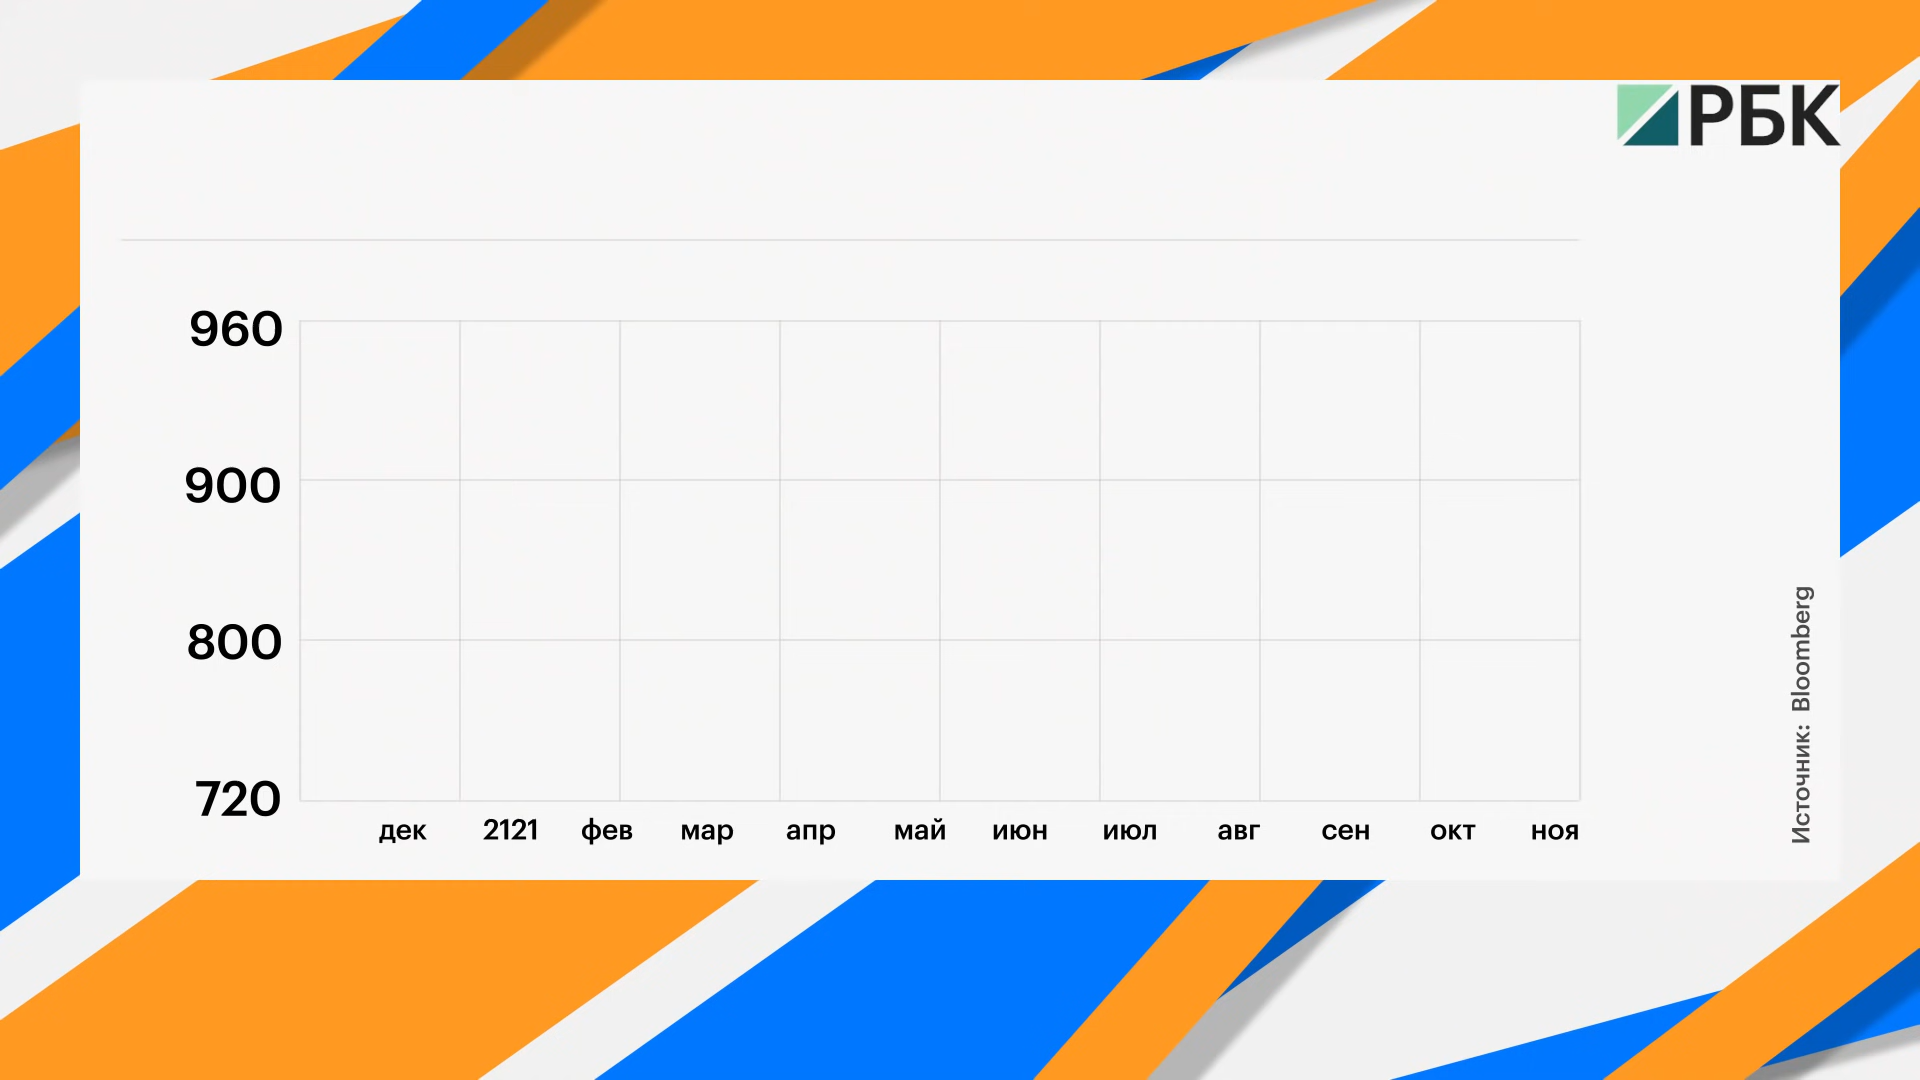 РБК
960
900
800
720
дек 2121 фев мар апр май июн июл авг сен окт ноя
Источник: Bloomberg